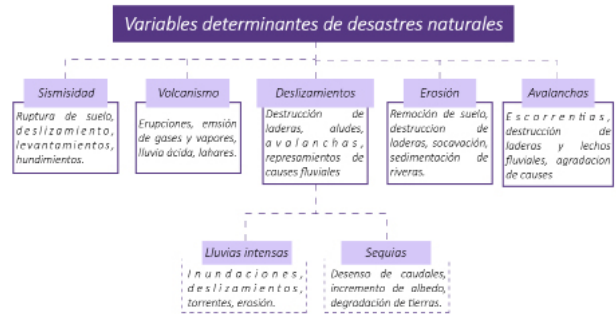 Variables determinantes de desastres naturales
Sismisidad
Ruptura de suelo,
deslizamiento,
levantamientos,
hundimientos.
Volcanismo
Erupciones, emsión
de gases y vapores,
lluvia ácida, lahares.
Deslizamientos
Destrucción de
laderas, aludes,
avalanchas,
represamientos de
causes fluviales
Erosión
Remoción de suelo,
destruccion de
laderas, socavación,
sedimentación de
riveras.
Avalanchas
Escorrentias,
destrucción de
laderas y lechos
fluviales, agradacion
de causes
Lluvias intensas
Inundaciones,
deslizamientos,
torrentes, erosión.
Sequias
Desenso de caudales,
incremento de albedo,
degradación de tierras.